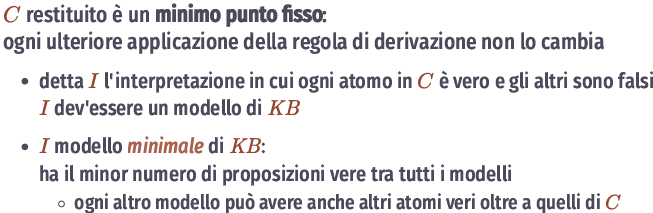 C restituito è un minimo punto fisso:
ogni ulteriore applicazione della regola di derivazione non lo cambia
• detta I l'interpretazione in cui ogni atomo in C è vero e gli altri sono falsi
I dev'essere un modello di KB
• I modello minimale di KB:
ha il minor numero di proposizioni vere tra tutti i modelli
◦ ogni altro modello può avere anche altri atomi veri oltre a quelli di C